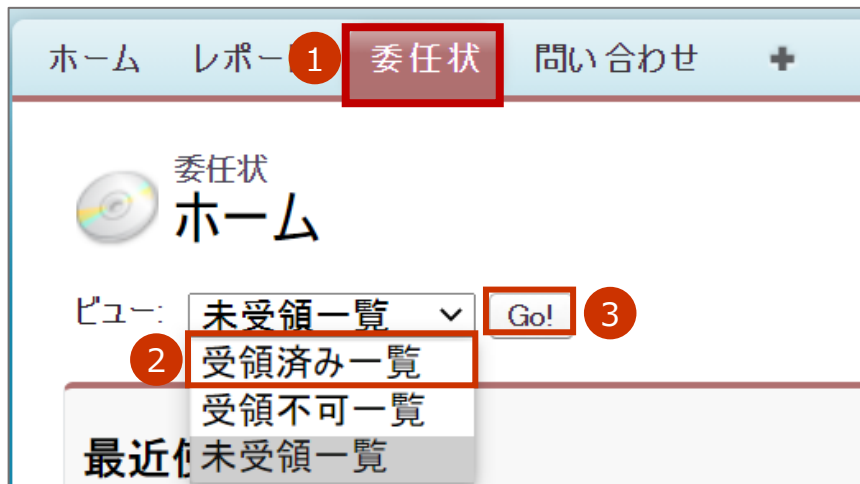 ホーム レポー 1 委任状 問い合わせ
委任状
ホーム
ビュー: 未受領一覧 Go! 3
2 受領済み一覧
受領不可一覧
最近 未受領一覧